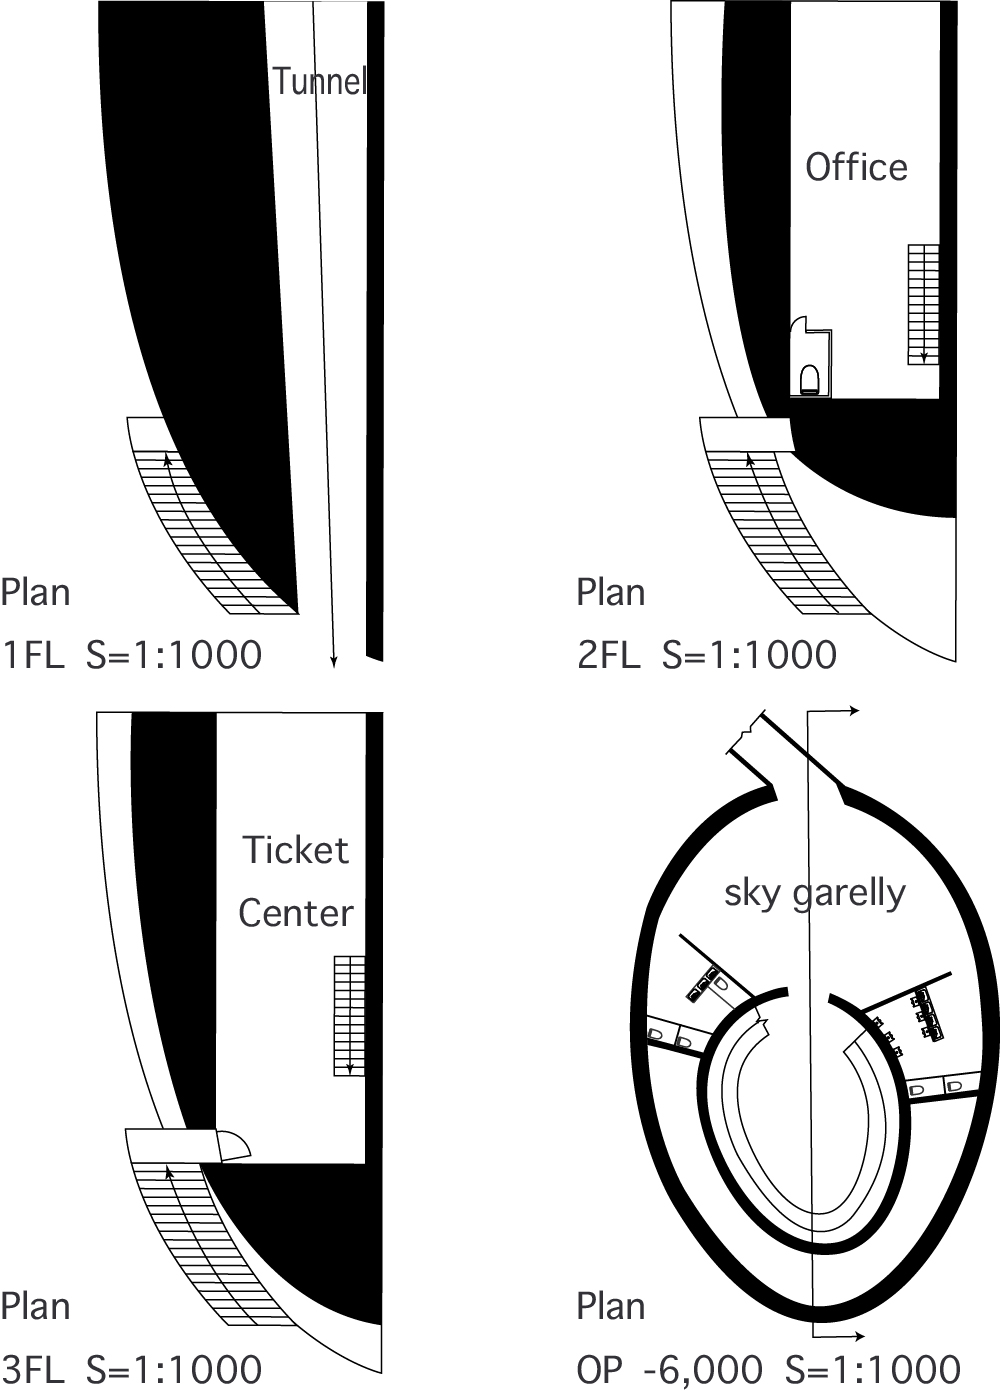 Tunnel
Plan
1FL S=1:1000
Office
Plan
2FL S=1:1000
Ticket
Center
Plan
3FL S=1:1000
sky garelly
Plan
OP -6,000 S=1:1000